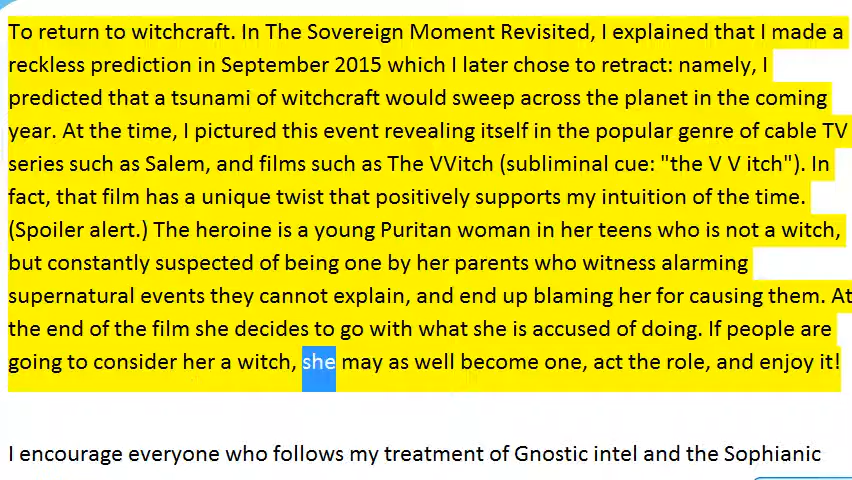 To return to witchcraft. In The Sovereign Moment Revisited, I explained that I made a
reckless prediction in September 2015 which I later chose to retract: namely, I
predicted that a tsunami of witchcraft would sweep across the planet in the coming
year. At the time, I pictured this event revealing itself in the popular genre of cable TV
series such as Salem, and films such as The VVitch (subliminal cue: "the V V itch"). In
fact, that film has a unique twist that positively supports my intuition of the time.
(Spoiler alert.) The heroine is a young Puritan woman in her teens who is not a witch,
but constantly suspected of being one by her parents who witness alarming
supernatural events they cannot explain, and end up blaming her for causing them. At
the end of the film she decides to go with what she is accused of doing. If people are
going to consider her a witch, she may as well become one, act the role, and enjoy it!
I encourage everyone who follows my treatment of Gnostic intel and the Sophianic